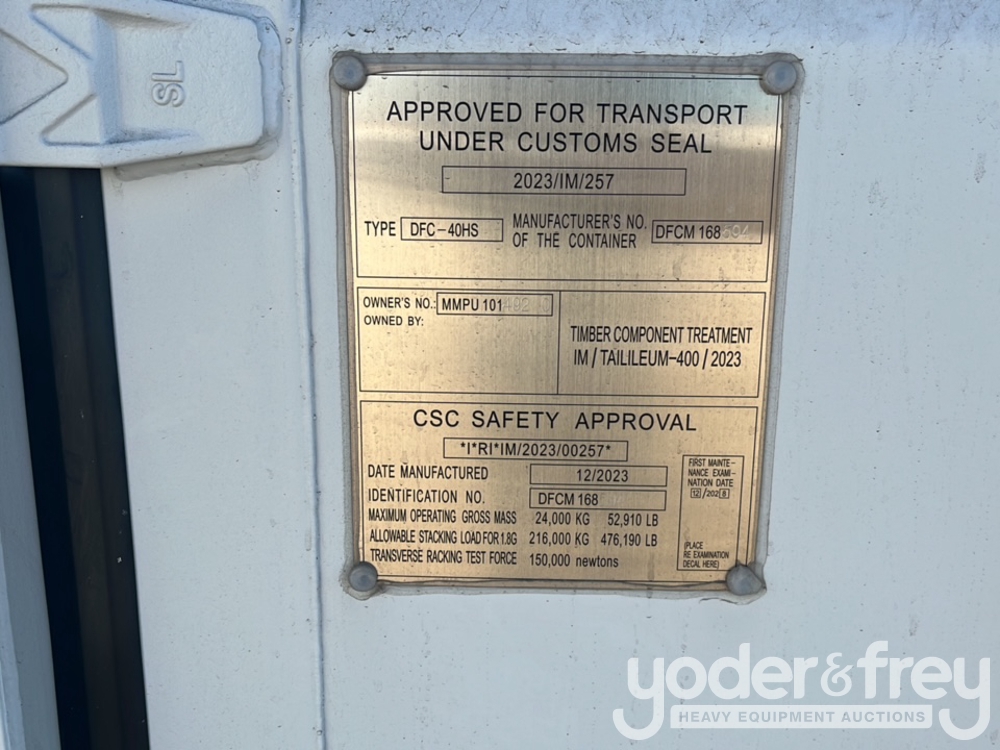 SL
APPROVED FOR TRANSPORT
UNDER CUSTOMS SEAL
2023/IM/257
TYPE DFC-40HS MANUFACTURER'S NO. OF THE CONTAINER DFCM 168
OWNER'S NO.: MMPU 101
OWNED BY:
TIMBER COMPONENT TREATMENT
IM / TAILILEUM-400 / 2023
CSC SAFETY APPROVAL
*I*RI*IM/2023/00257*
DATE MANUFACTURED 12/2023
IDENTIFICATION NO. DFCM 168
MAXIMUM OPERATING GROSS MASS 24,000 KG 52,910 LB
ALLOWABLE STACKING LOAD FOR 1.8G 216,000 KG 476,190 LB
TRANSVERSE RACKING TEST FORCE 150,000 newtons
FIRST MAINTE-
NANCE EXAMI-
NATION DATE
12/2028
(PLACE
RE EXAMINATION
DECAL HERE)
yoder&frey
HEAVY EQUIPMENT AUCTIONS